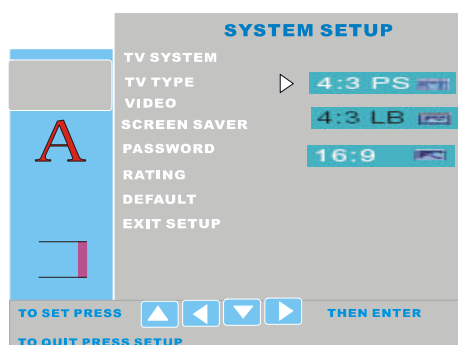 SYSTEM SETUP
TV SYSTEM
TV TYPE
4:3 PS
VIDEO
4:3 LB
SCREEN SAVER
PASSWORD
16:9
RATING
DEFAULT
EXIT SETUP
A
TO SET PRESS
THEN ENTER
TO QUIT PRESS SETUP